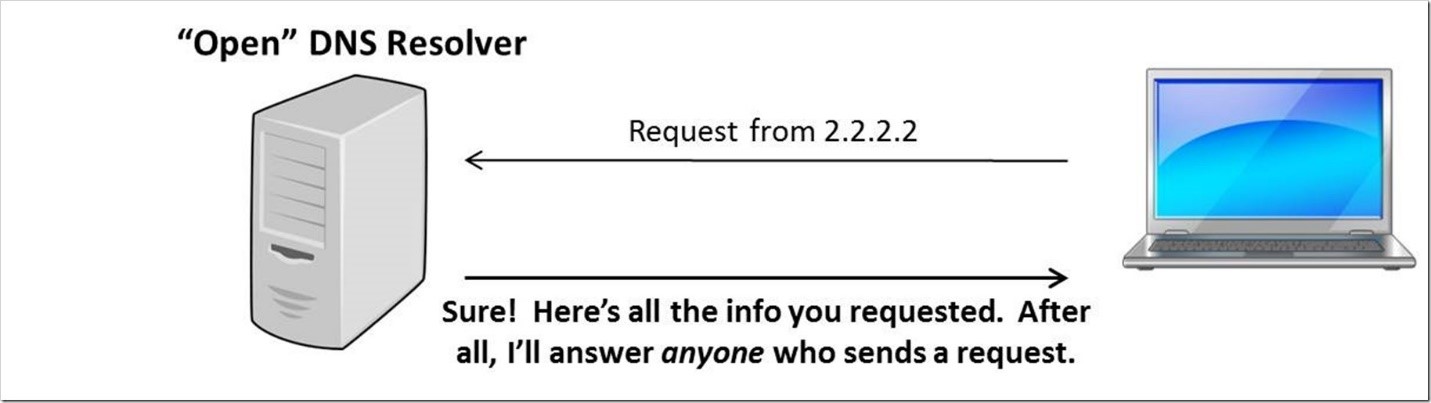 “Open” DNS Resolver
Request from 2.2.2.2
Sure!  Here’s all the info you requested.  After
all, I’ll answer anyone who sends a request.